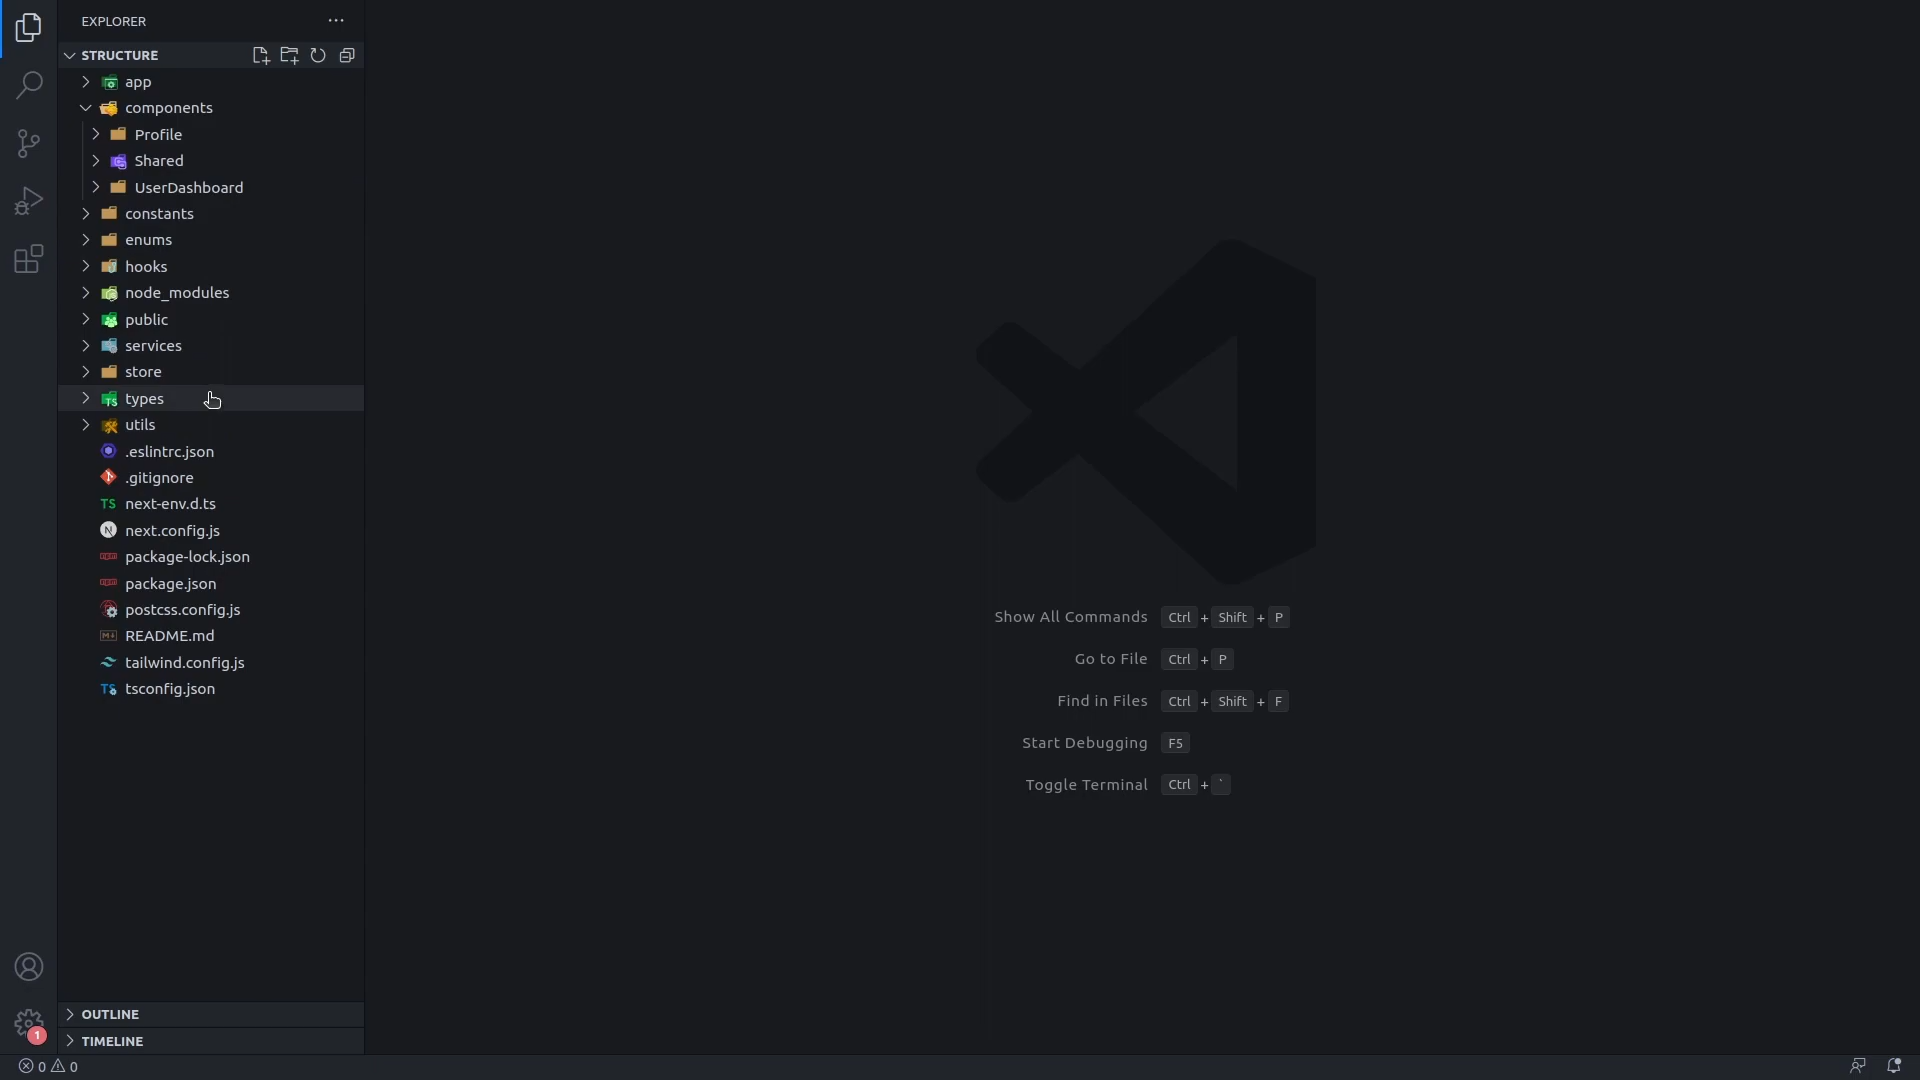 EXPLORER
STRUCTURE
app
components
Profile
Shared
UserDashboard
constants
enums
hooks
node_modules
public
services
store
types
utils
.eslintrc.json
.gitignore
TS next-env.d.ts
N next.config.js
package-lock.json
package.json
postcss.config.js
README.md
tailwind.config.js
TS tsconfig.json
Show All Commands Ctrl + Shift + P
Go to File Ctrl + P
Find in Files Ctrl + Shift + F
Start Debugging F5
Toggle Terminal Ctrl + `
OUTLINE
1
TIMELINE
0 0